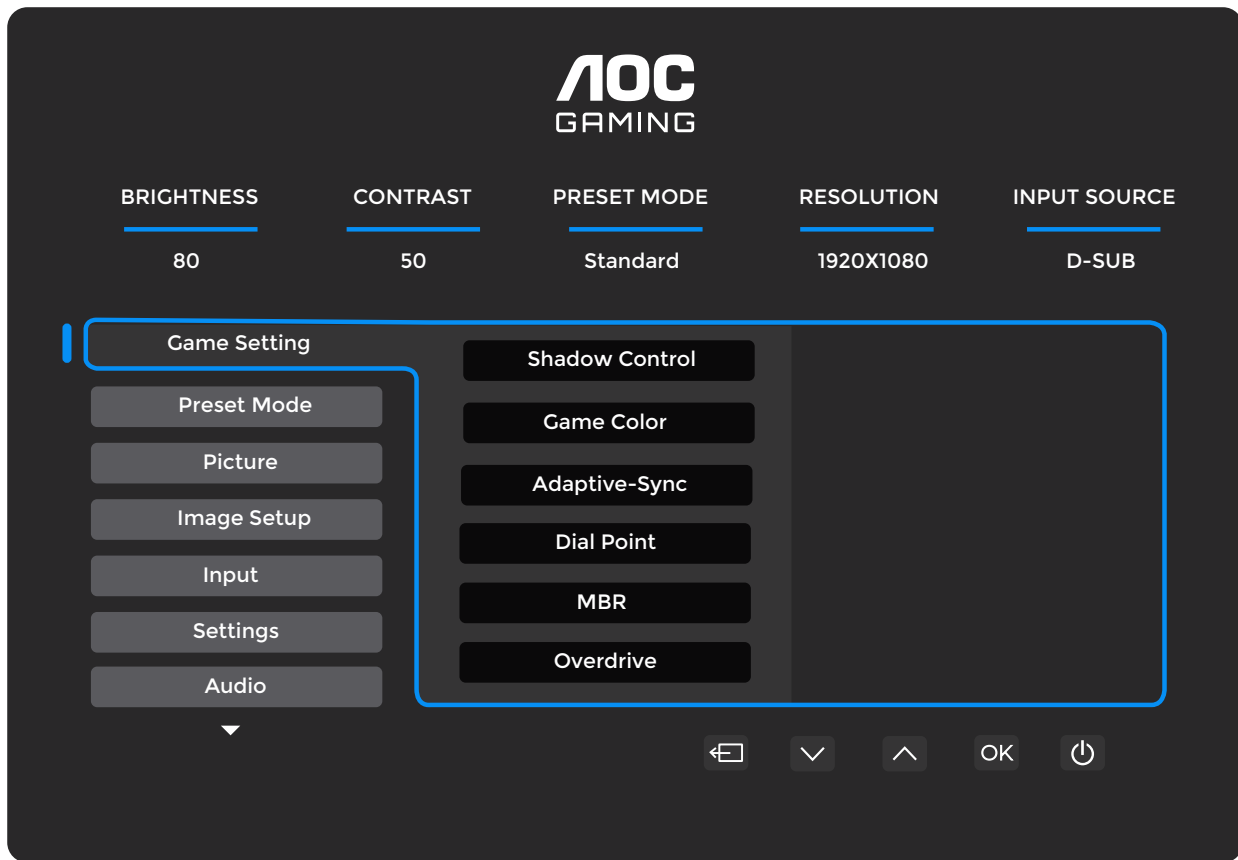 AOC
GAMING
BRIGHTNESS CONTRAST PRESET MODE RESOLUTION INPUT SOURCE
80 50 Standard 1920X1080 D-SUB
Game Setting
Preset Mode
Picture
Image Setup
Input
Settings
Audio
Shadow Control
Game Color
Adaptive-Sync
Dial Point
MBR
Overdrive
OK